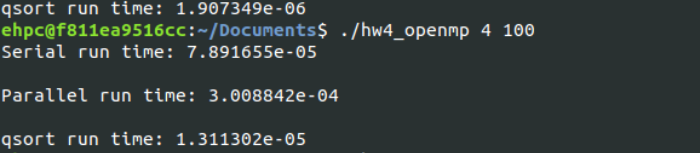 qsort run time: 1.907349e-06
ehpc@f811ea9516cc:~/Documents$ ./hw4_openmp 4 100
Serial run time: 7.891655e-05
Parallel run time: 3.008842e-04
qsort run time: 1.311302e-05